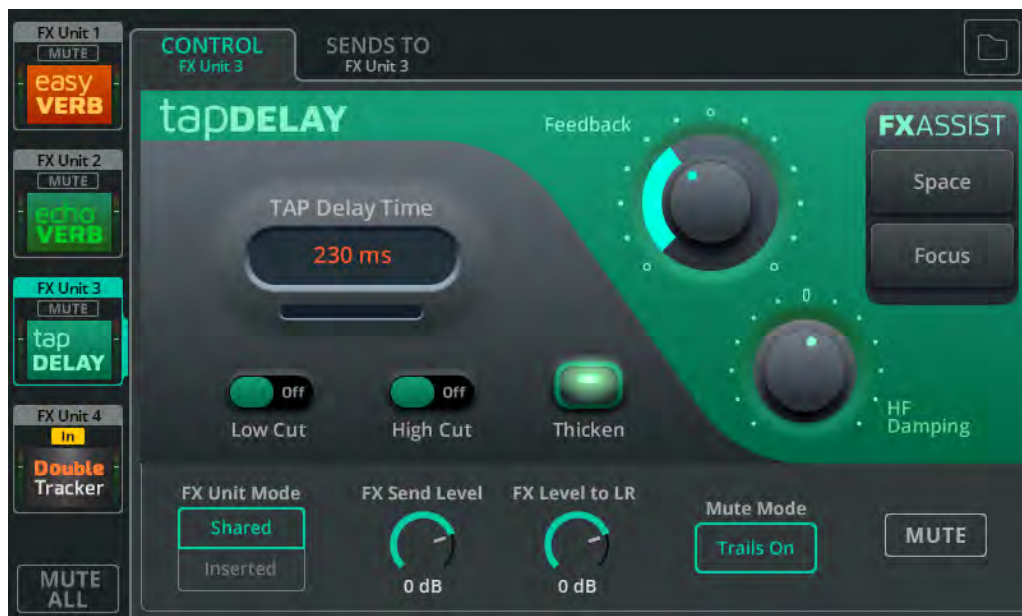 FX Unit 1
MUTE
easy
VERB
FX Unit 2
MUTE
echo
VERB
FX Unit 3
MUTE
tap
DELAY
FX Unit 4
In
Double
Tracker
MUTE
ALL
CONTROL
FX Unit 3
SENDS TO
FX Unit 3
tapDELAY
Feedback
FXASSIST
Space
Focus
TAP Delay Time
230 ms
Off
Low Cut
Off
High Cut
Thicken
HF
Damping
FX Unit Mode
Shared
Inserted
FX Send Level
0 dB
FX Level to LR
0 dB
Mute Mode
Trails On
MUTE